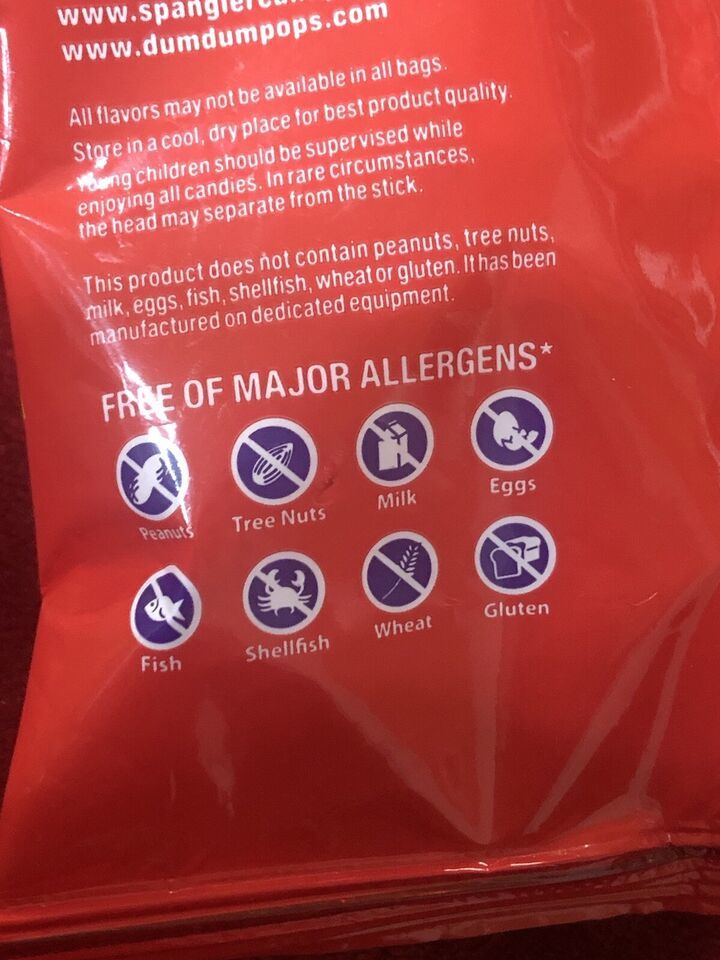 www.dumdumpops.com
All flavors may not be available in all bags.
Store in a cool, dry place for best product quality.
Young children should be supervised while
enjoying all candies. In rare circumstances,
the head may separate from the stick.
This product does not contain peanuts, tree nuts,
milk, eggs, fish, shellfish, wheat or gluten. It has been
manufactured on dedicated equipment.
FREE OF MAJOR ALLERGENS*
Peanuts Tree Nuts Milk Eggs
Fish Shellfish Wheat Gluten